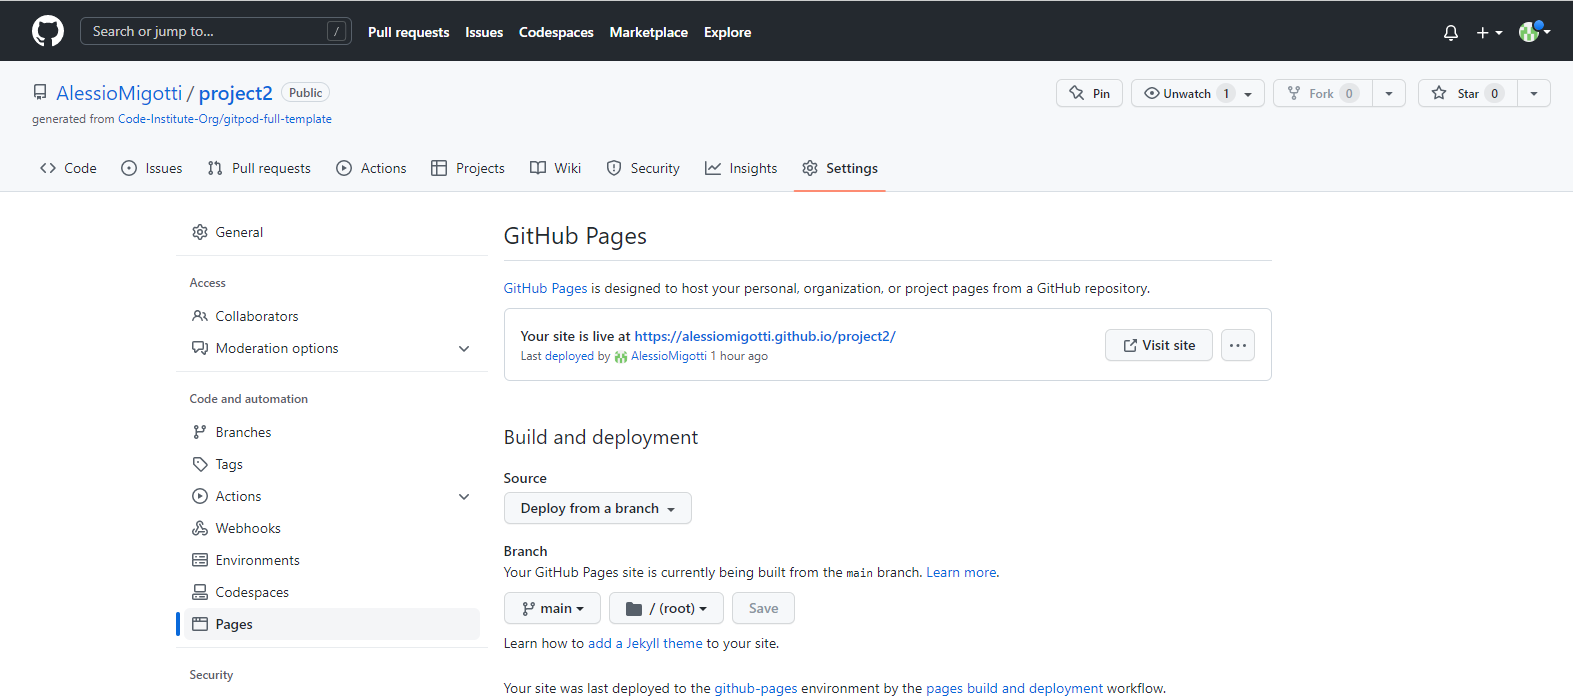 Search or jump to... / Pull requests Issues Codespaces Marketplace Explore
AlessioMigotti / project2 Public Pin Unwatch 1 Fork 0 Star 0
generated from Code-Institute-Org/gitpod-full-template
Code Issues Pull requests Actions Projects Wiki Security Insights Settings
General
Access
Collaborators
Moderation options
Code and automation
Branches
Tags
Actions
Webhooks
Environments
Codespaces
Pages
Security
GitHub Pages
GitHub Pages is designed to host your personal, organization, or project pages from a GitHub repository.
Your site is live at https://alessiomigotti.github.io/project2/
Last deployed by AlessioMigotti 1 hour ago
Visit site
Build and deployment
Source
Deploy from a branch
Branch
Your GitHub Pages site is currently being built from the main branch. Learn more.
main / (root) Save
Learn how to add a Jekyll theme to your site.
Your site was last deployed to the github-pages environment by the pages build and deployment workflow.